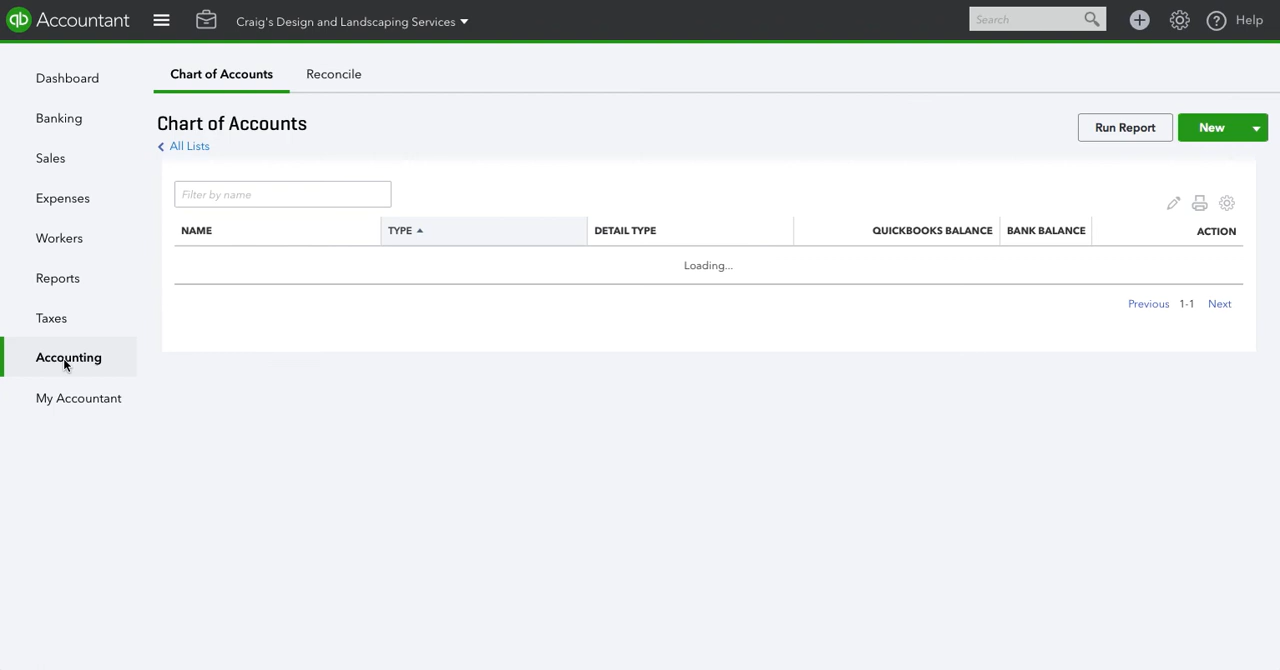 qb Accountant
Craig's Design and Landscaping Services
Search
Help
Dashboard
Banking
Sales
Expenses
Workers
Reports
Taxes
Accounting
My Accountant
Chart of Accounts
Reconcile
Chart of Accounts
All Lists
Run Report
New
Filter by name
NAME
TYPE
DETAIL TYPE
QUICKBOOKS BALANCE
BANK BALANCE
ACTION
Loading...
Previous 1-1 Next